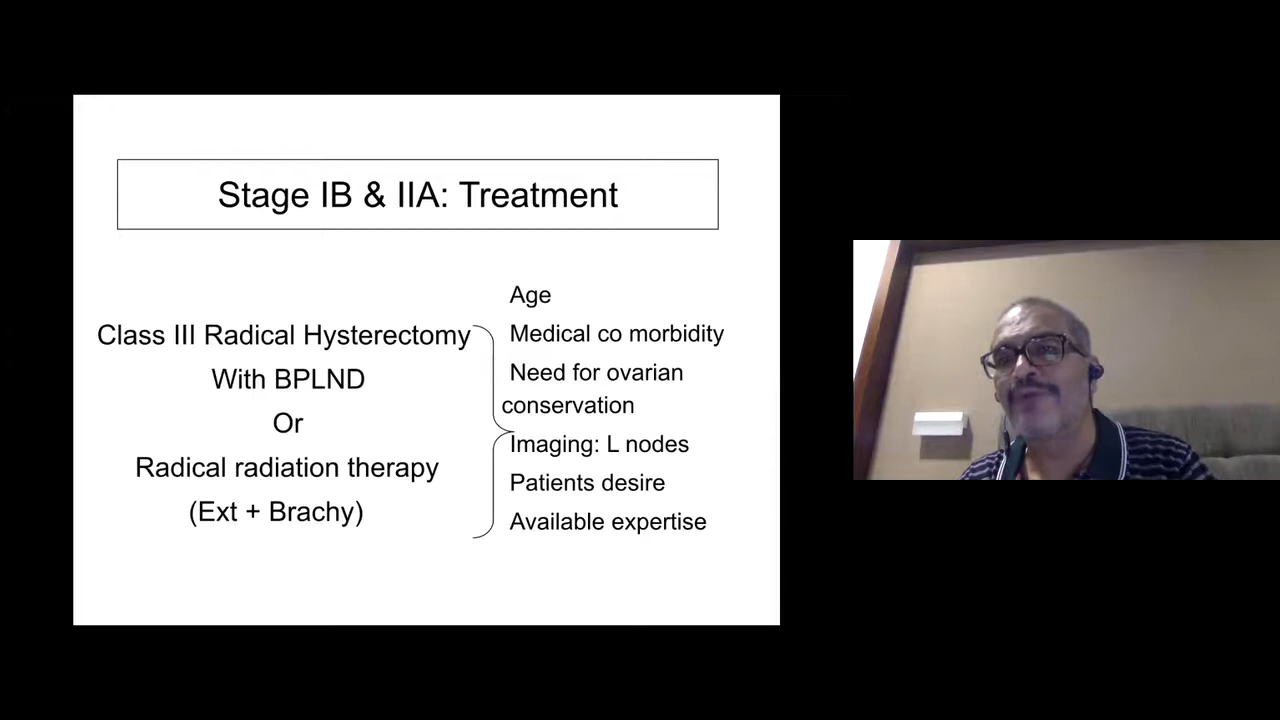 Stage IB & IIA: Treatment
Class III Radical Hysterectomy
With BPLND
Or
Radical radiation therapy
(Ext + Brachy)
Age
Medical co morbidity
Need for ovarian
conservation
Imaging: L nodes
Patients desire
Available expertise